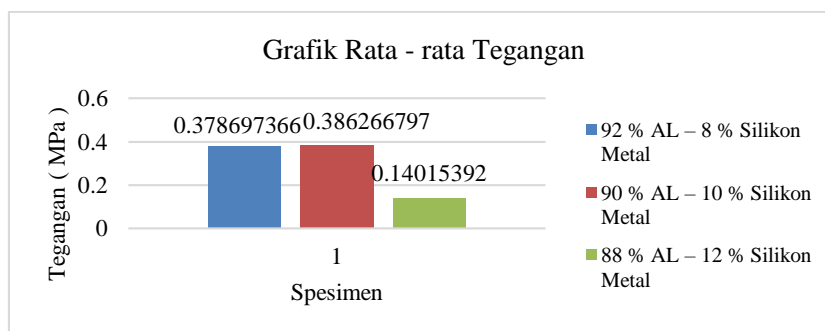 Grafik Rata - rata Tegangan
Tegangan ( MPa )
0.6
0.4
0.2
0
0.378697366
0.386266797
0.14015392
1
Spesimen
92 % AL – 8 % Silikon
Metal
90 % AL – 10 % Silikon
Metal
88 % AL – 12 % Silikon
Metal